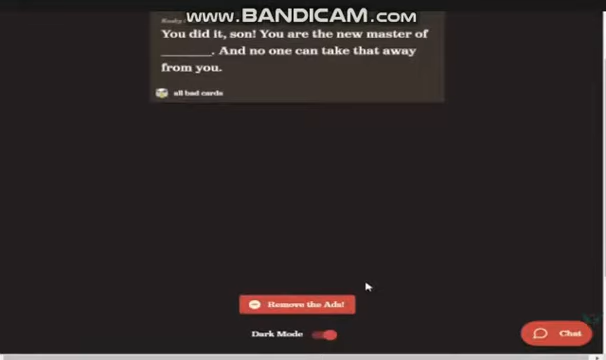 www.BANDICAM.com
You did it, son! You are the new master of
_______. And no one can take that away
from you.
all bad cards
Remove the Ads!
Dark Mode
Chat